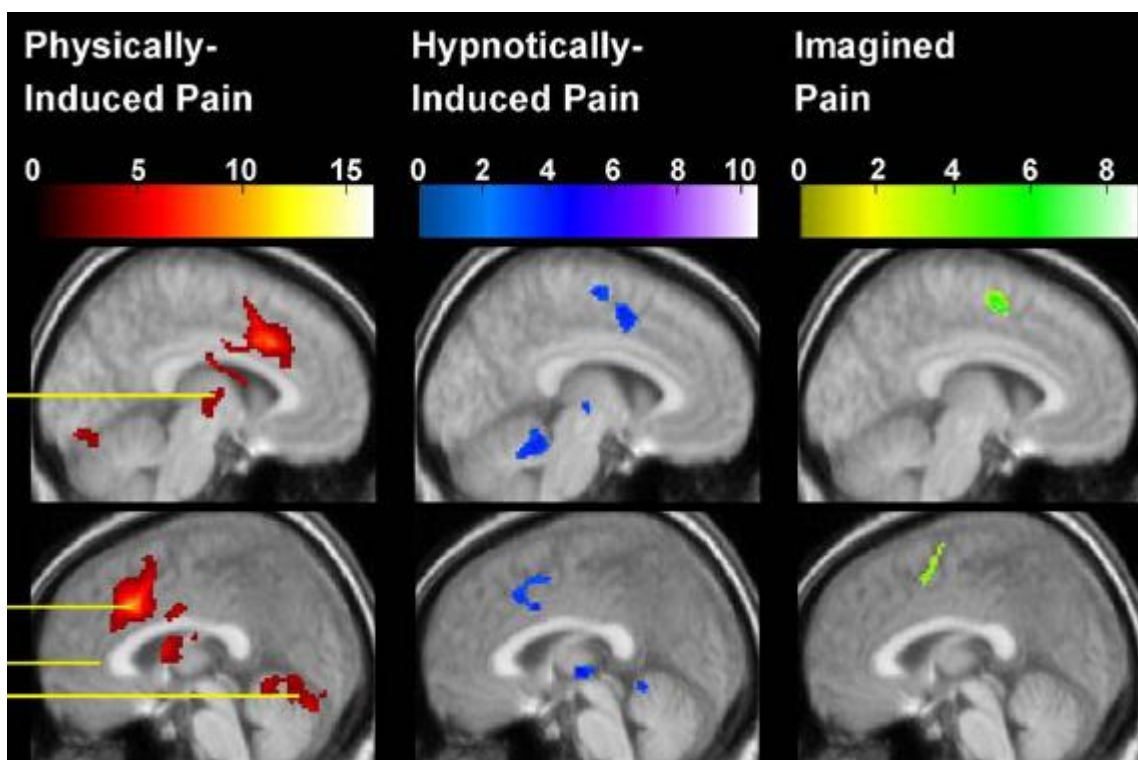 Physically-
Induced Pain
Hypnotically-
Induced Pain
Imagined
Pain
0 5 10 15
0 2 4 6 8 10
0 2 4 6 8